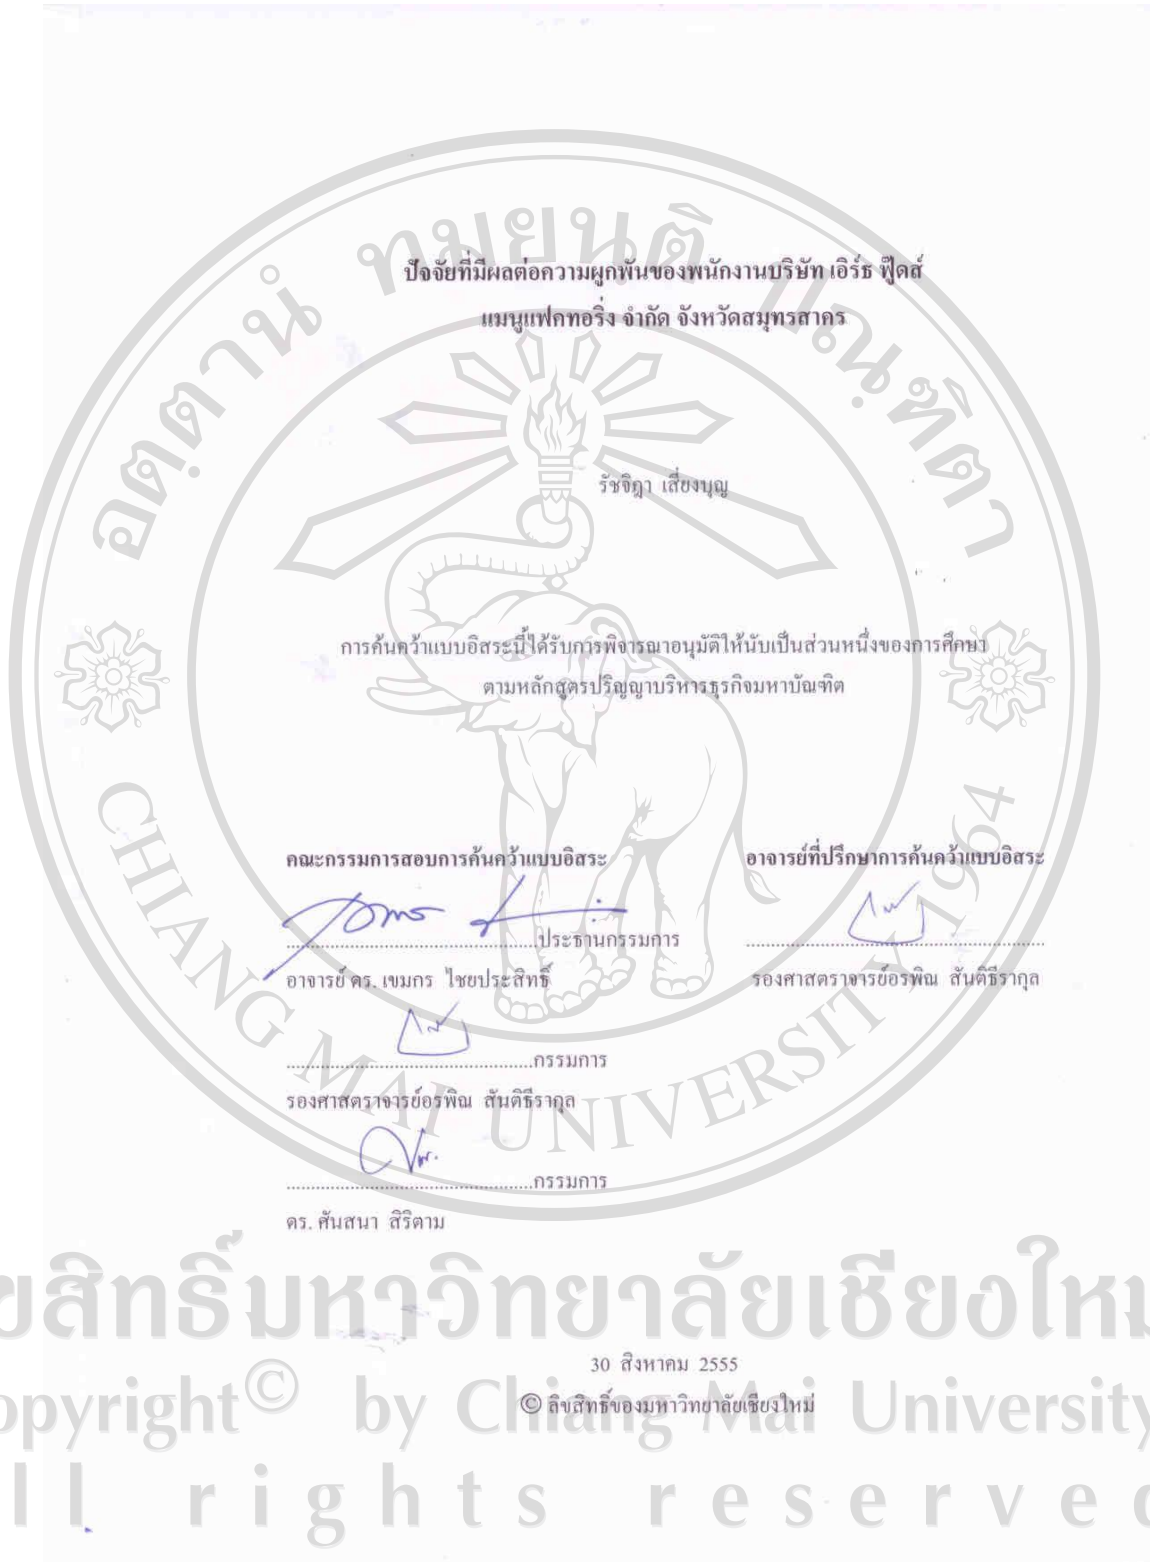 ปัจจัยที่มีผลต่อความผูกพันของพนักงานบริษัท เอิร์ธ ฟู๊ดส์
แมนูแฟคทอริ่ง จำกัด จังหวัดสมุทรสาคร
รัชจิฎา เสี่ยงบุญ
การค้นคว้าแบบอิสระนี้ได้รับการพิจารณาอนุมัติให้นับเป็นส่วนหนึ่งของการศึกษา
ตามหลักสูตรปริญญาบริหารธุรกิจมหาบัณฑิต
คณะกรรมการสอบการค้นคว้าแบบอิสระ
..................................................ประธานกรรมการ
อาจารย์ ดร. เขมกร ไชยประสิทธิ์
..................................................กรรมการ
รองศาสตราจารย์อรพิณ สันติธีรากุล
..................................................กรรมการ
ดร. ศันสนา สิริตาม
อาจารย์ที่ปรึกษาการค้นคว้าแบบอิสระ
............................................................
รองศาสตราจารย์อรพิณ สันติธีรากุล
30 สิงหาคม 2555
© ลิขสิทธิ์ของมหาวิทยาลัยเชียงใหม่
อตฺตานํ ทมยนฺติ ปณฺฑิตา
CHIANG MAI UNIVERSITY 1964
ขสิทธิ์มหาวิทยาลัยเชียงใหม
opyright© by Chiang Mai University
ll rights reserve